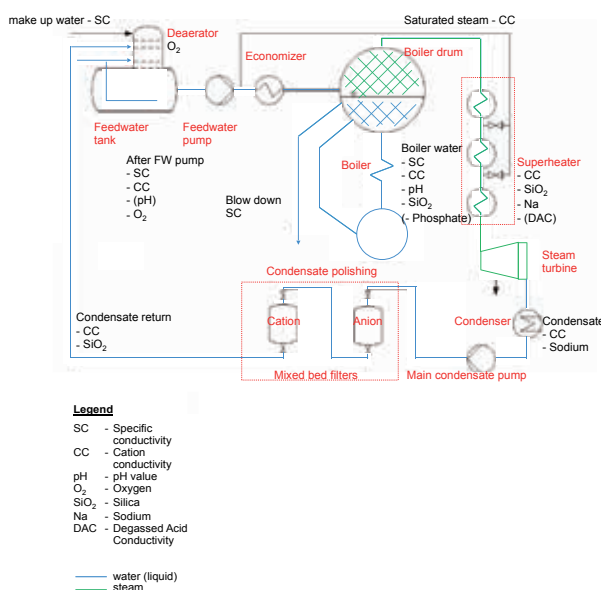 make up water - SC
Deaerator
O2
Saturated steam - CC
Economizer
Boiler drum
Feedwater
tank
Feedwater
pump
After FW pump
- SC
- CC
- (pH)
- O2
Blow down
SC
Boiler
Boiler water
- SC
- CC
- pH
- SiO2
(- Phosphate)
Superheater
- CC
- SiO2
- Na
- (DAC)
Steam
turbine
Condensate polishing
Condensate return
- CC
- SiO2
Cation
Anion
Mixed bed filters
Condenser
Condensate
- CC
- Sodium
Main condensate pump
Legend
SC - Specific
conductivity
CC - Cation
conductivity
pH - pH value
O2 - Oxygen
SiO2 - Silica
Na - Sodium
DAC - Degassed Acid
Conductivity
water (liquid)
steam